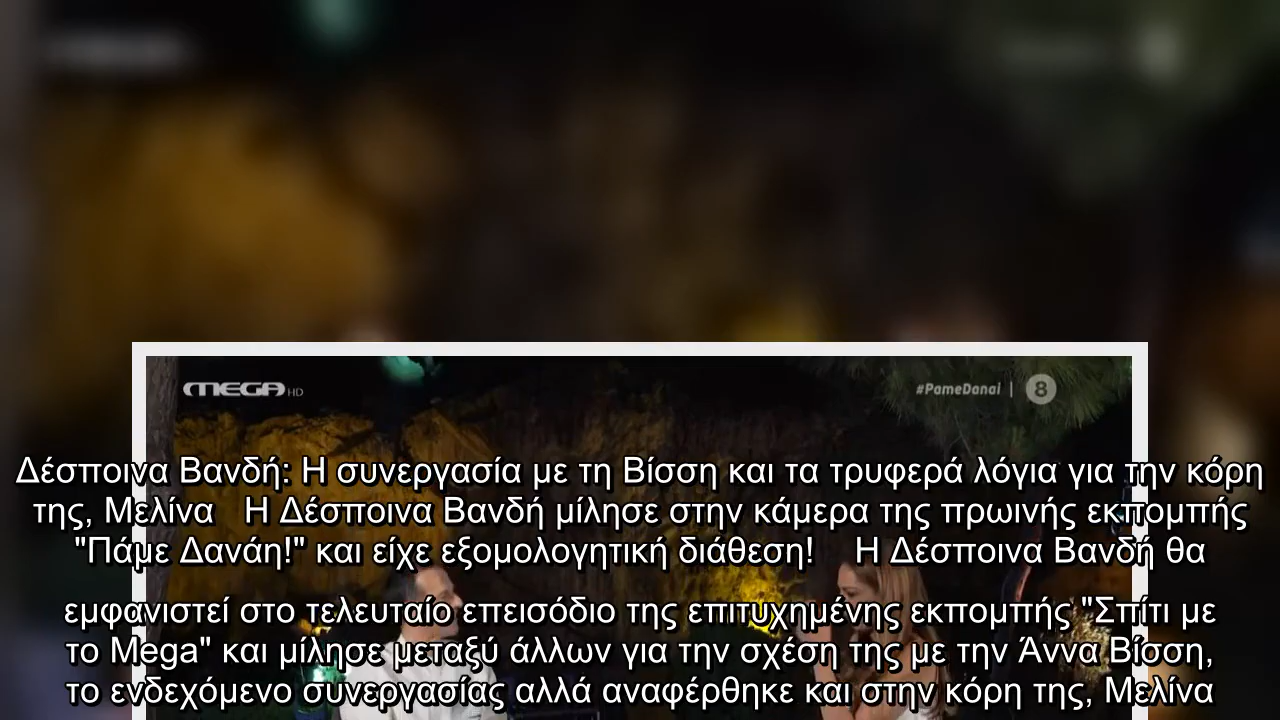 MEGA HD
#PameDanai | 8
Δέσποινα Βανδή: Η συνεργασία με τη Βίσση και τα τρυφερά λόγια για την κόρη
της, Μελίνα Η Δέσποινα Βανδή μίλησε στην κάμερα της πρωινής εκπομπής
"Πάμε Δανάη!" και είχε εξομολογητική διάθεση! Η Δέσποινα Βανδή θα
εμφανιστεί στο τελευταίο επεισόδιο της επιτυχημένης εκπομπής "Σπίτι με
το Mega" και μίλησε μεταξύ άλλων για την σχέση της με την Άννα Βίσση,
το ενδεχόμενο συνεργασίας αλλά αναφέρθηκε και στην κόρη της, Μελίνα